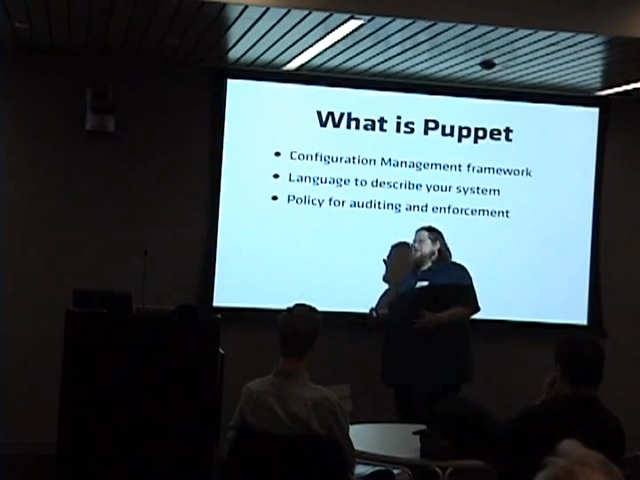 What is Puppet
Configuration Management framework
Language to describe your system
Policy for auditing and enforcement